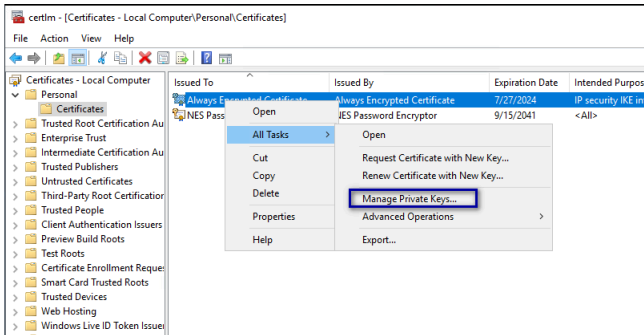 certlm - [Certificates - Local Computer\Personal\Certificates]
File Action View Help
Certificates - Local Computer
Personal
Certificates
Trusted Root Certification Au
Enterprise Trust
Intermediate Certification Au
Trusted Publishers
Untrusted Certificates
Third-Party Root Certification
Trusted People
Client Authentication Issuers
Preview Build Roots
Test Roots
Certificate Enrollment Reques
Smart Card Trusted Roots
Trusted Devices
Web Hosting
Windows Live ID Token Issuer
Issued To Issued By Expiration Date Intended Purpos
Always Encrypted Certificate Always Encrypted Certificate 7/27/2024 IP security IKE in
NES Pass NES Password Encryptor 9/15/2041 <All>
Open
All Tasks
Cut
Copy
Delete
Properties
Help
Open
Request Certificate with New Key...
Renew Certificate with New Key...
Manage Private Keys...
Advanced Operations
Export...